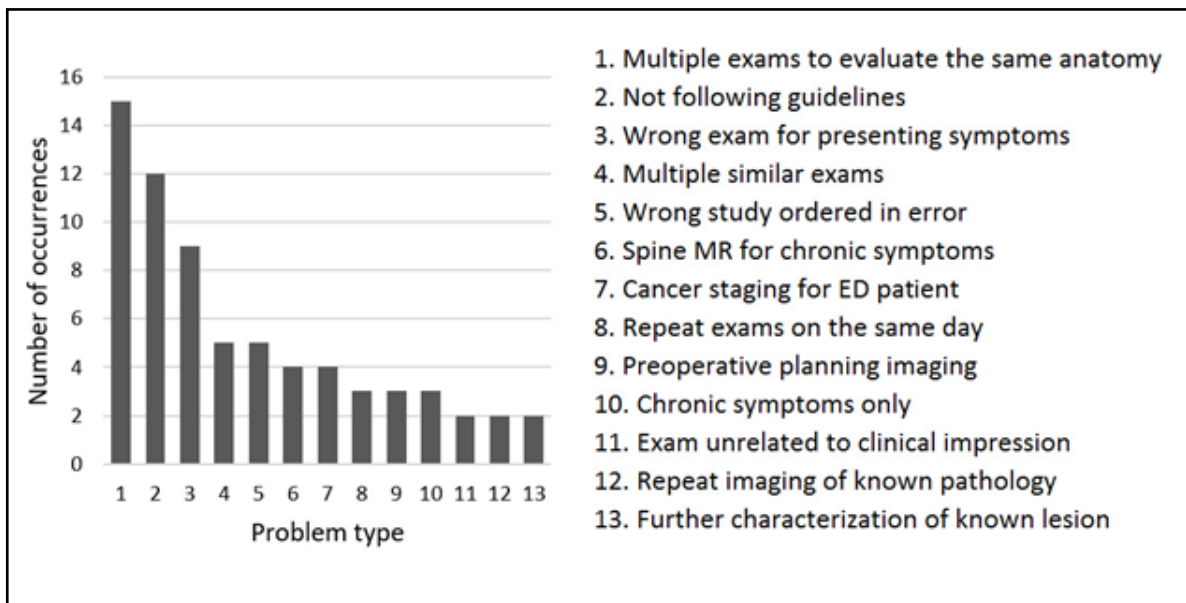 16
14
12
10
8
6
4
2
0
Number of occurrences
1 2 3 4 5 6 7 8 9 10 11 12 13
Problem type
1. Multiple exams to evaluate the same anatomy
2. Not following guidelines
3. Wrong exam for presenting symptoms
4. Multiple similar exams
5. Wrong study ordered in error
6. Spine MR for chronic symptoms
7. Cancer staging for ED patient
8. Repeat exams on the same day
9. Preoperative planning imaging
10. Chronic symptoms only
11. Exam unrelated to clinical impression
12. Repeat imaging of known pathology
13. Further characterization of known lesion